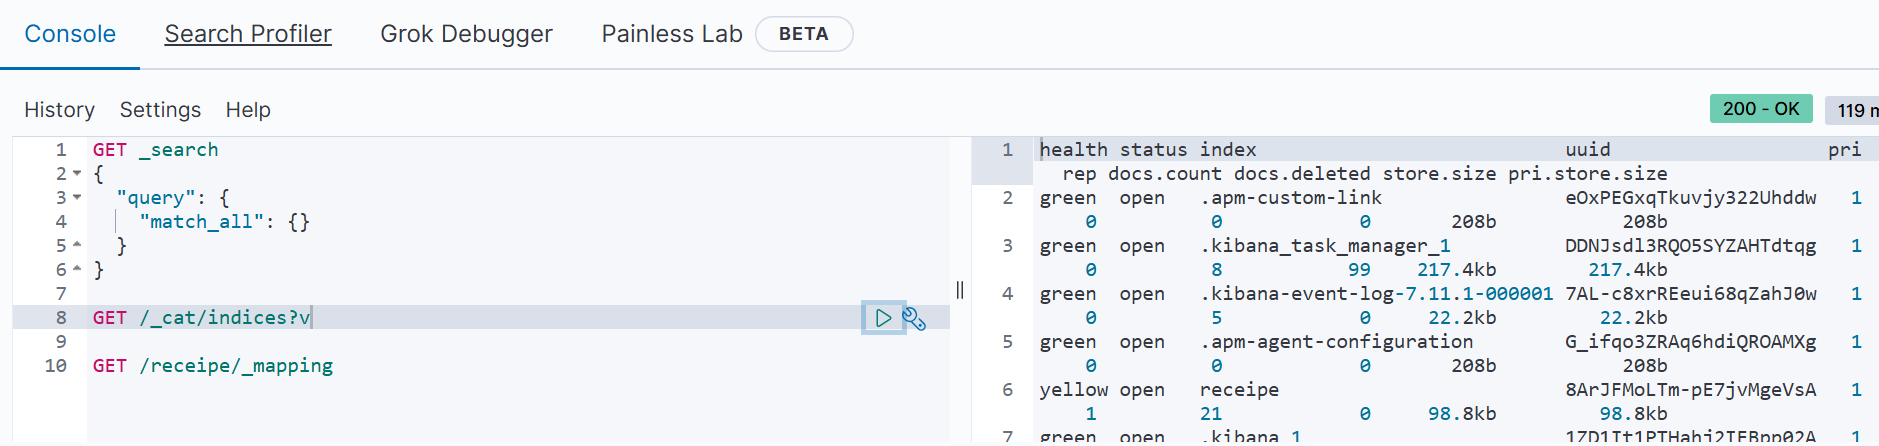 Console Search Profiler Grok Debugger Painless Lab BETA
History Settings Help 200 - OK 119 m
1 GET _search
2 {
3 "query": {
4 "match_all": {}
5 }
6 }
7
8 GET /_cat/indices?v
9
10 GET /receipe/_mapping
1 health status index uuid pri
rep docs.count docs.deleted store.size pri.store.size
2 green open .apm-custom-link eOxPEGxqTkuvjy322Uhddw 1
0 0 0 208b 208b
3 green open .kibana_task_manager_1 DDNJsdl3RQO5SYZAHTdtqg 1
0 8 99 217.4kb 217.4kb
4 green open .kibana-event-log-7.11.1-000001 7AL-c8xrREeui68qZahJ0w 1
0 5 0 22.2kb 22.2kb
5 green open .apm-agent-configuration G_ifqo3ZRAq6hdiQROAMXg 1
0 0 0 208b 208b
6 yellow open receipe 8ArJFMoLTm-pE7jvMgeVsA 1
1 21 0 98.8kb 98.8kb
7 green open .kibana_1 1